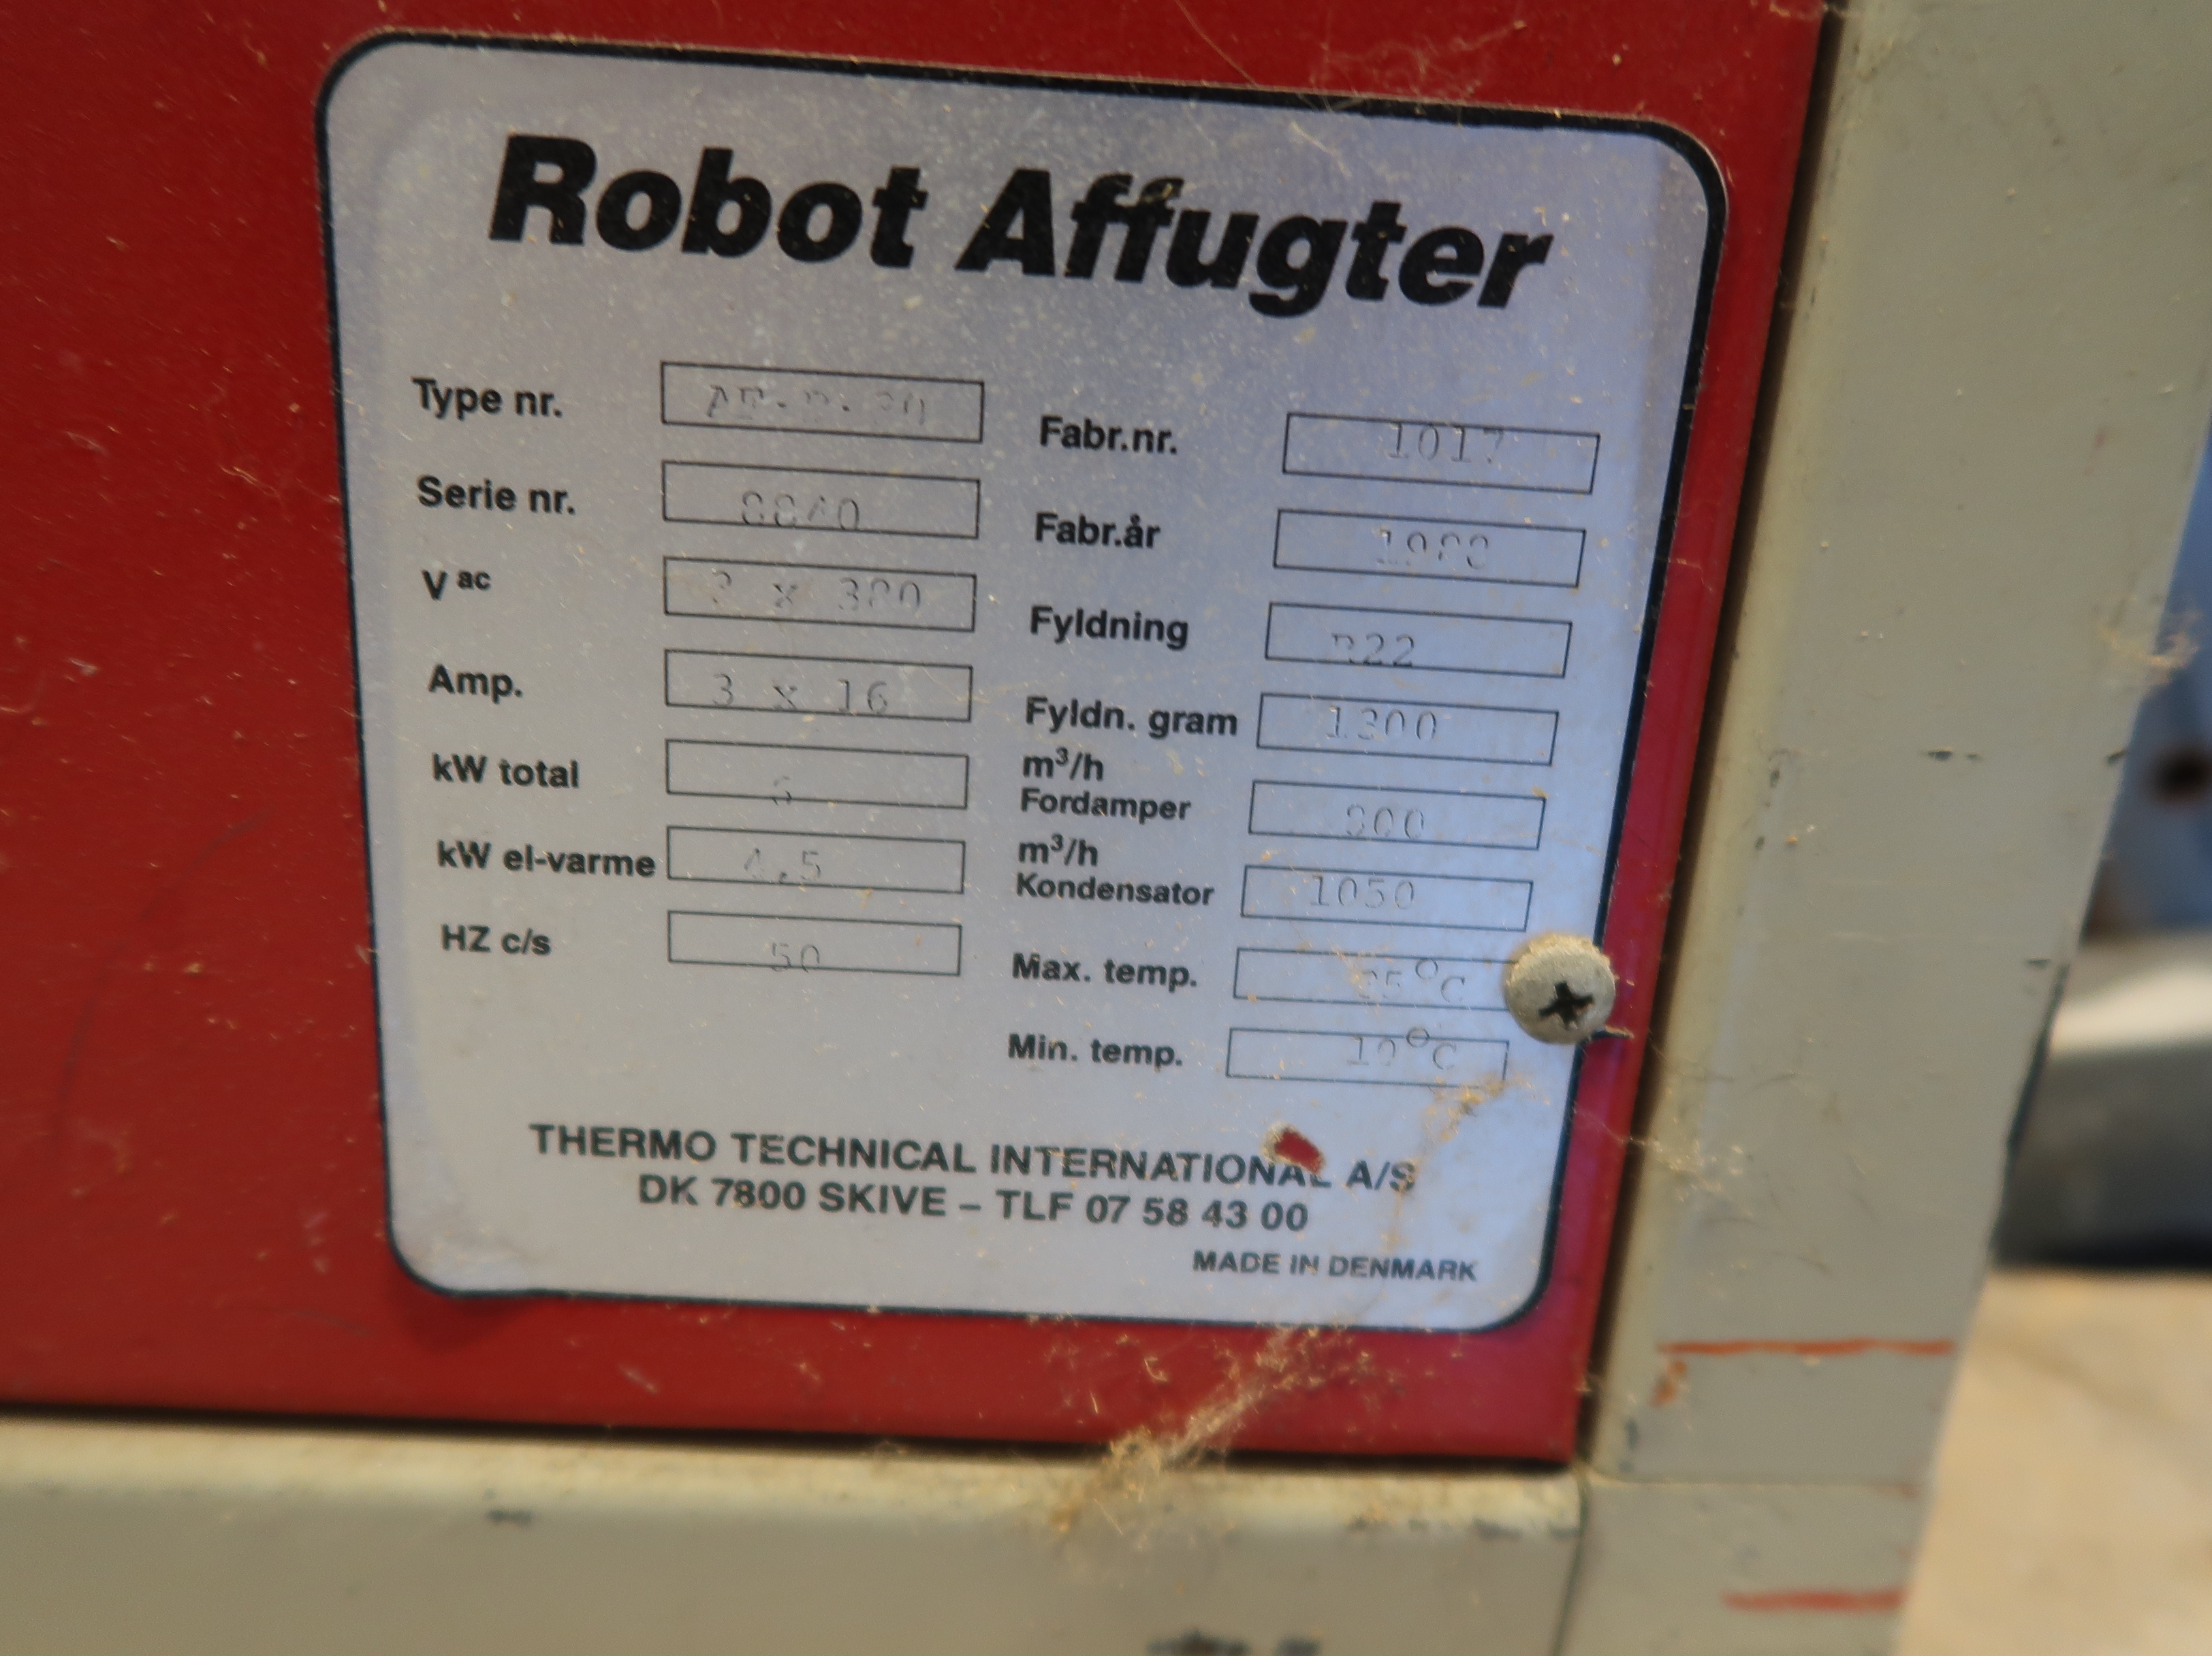 Robot Affugter
Type nr.
Serie nr. 8840
V ac 3 x 380
Amp. 3 x 16
kW total 6
kW el-varme 4,5
HZ c/s 50
Fabr.nr. 1017
Fabr.år
Fyldning R22
Fyldn. gram 1300
m³/h
Fordamper
m³/h
Kondensator 1050
Max. temp.
Min. temp. 10°C
THERMO TECHNICAL INTERNATIONAL A/S
DK 7800 SKIVE – TLF 07 58 43 00
MADE IN DENMARK